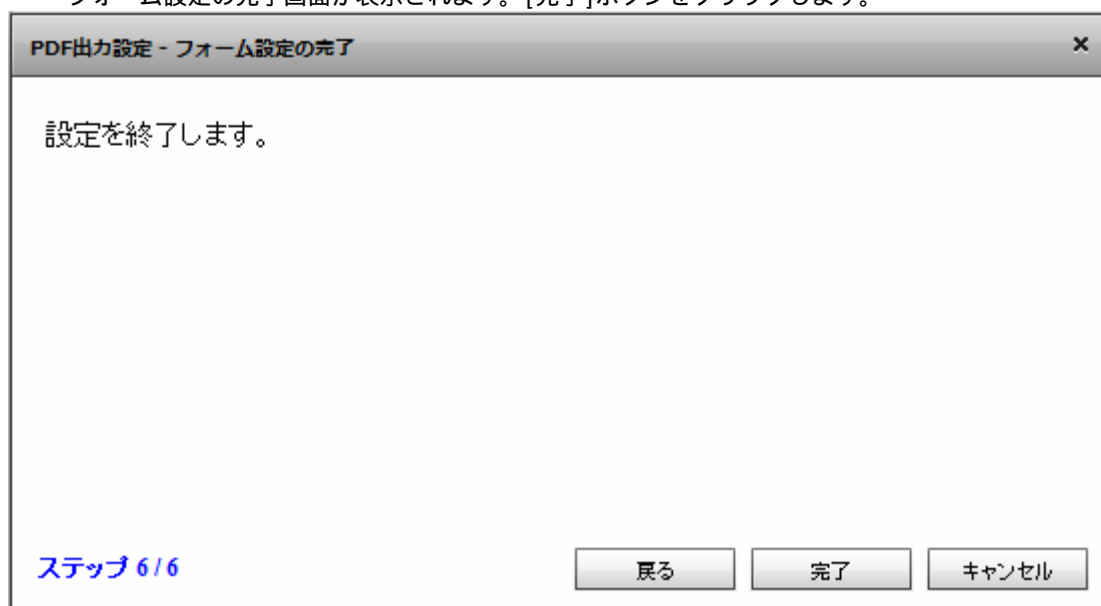 フォーム設定の完了画面が表示されます。[完了]ボタンをクリックします。
PDF出力設定 - フォーム設定の完了 ×
設定を終了します。
ステップ 6 / 6
戻る 完了 キャンセル